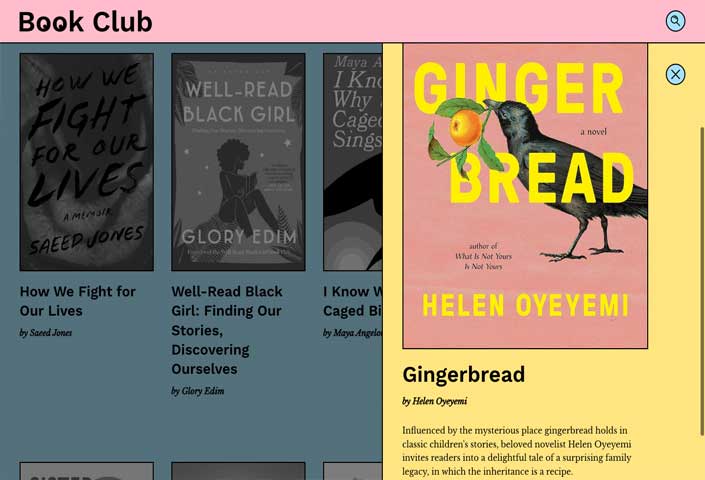 Book Club
HOW WE
FIGHT
FOR OUR
LIVES
A MEMOIR
SAEED JONES
How We Fight for
Our Lives
by Saeed Jones
WELL-READ
BLACK GIRL
GLORY EDIM
Well-Read Black
Girl: Finding Our
Stories,
Discovering
Ourselves
by Glory Edim
Maya A
I Kno
Why
Caged
Sings
I Know W
Caged Bi
by Maya Angelo
GINGER
a novel
BREAD
author of
What Is Not Yours
Is Not Yours
HELEN OYEYEMI
Gingerbread
by Helen Oyeyemi
Influenced by the mysterious place gingerbread holds in
classic children's stories, beloved novelist Helen Oyeyemi
invites readers into a delightful tale of a surprising family
legacy, in which the inheritance is a recipe.